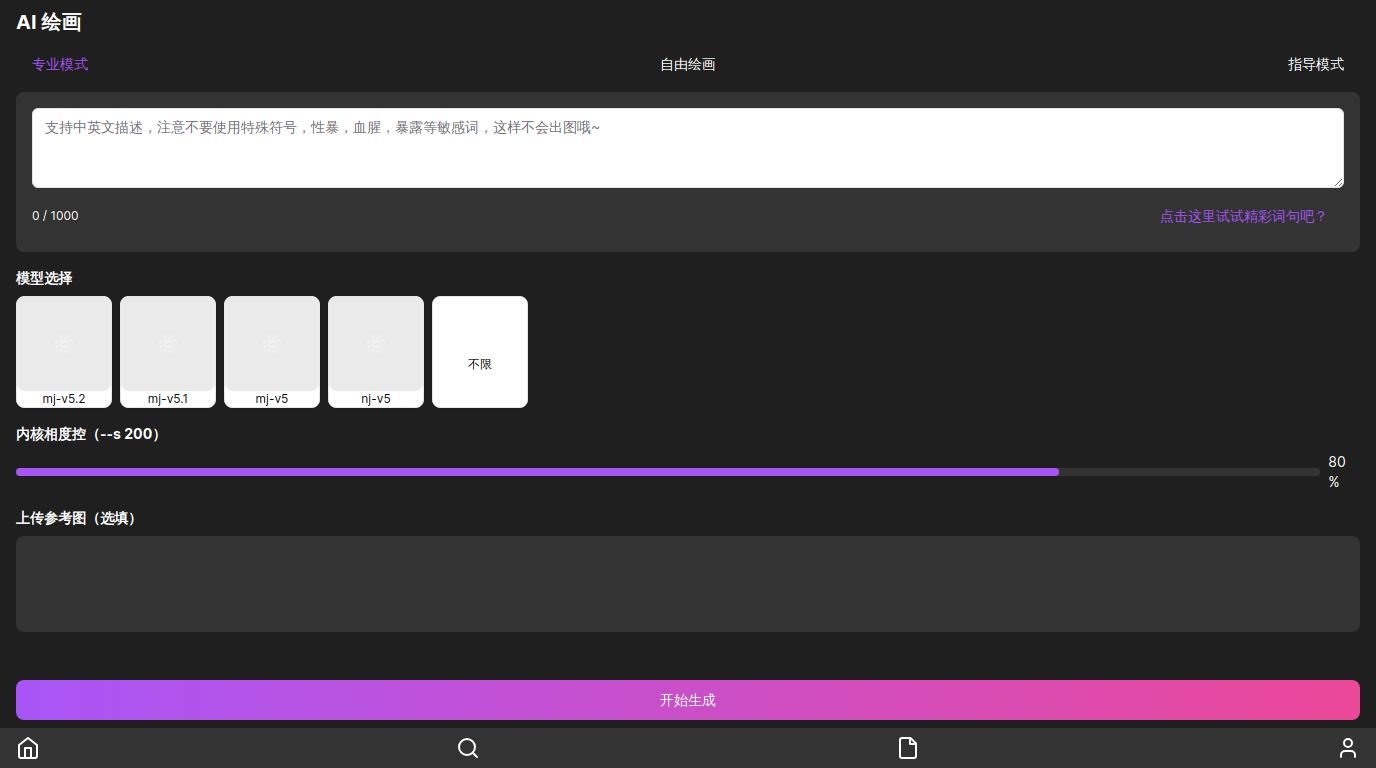 AI 绘画
专业模式
自由绘画
指导模式
支持中英文描述，注意不要使用特殊符号，性暴，血腥，暴露等敏感词，这样不会出图哦~
0 / 1000
点击这里试试精彩词句吧？
模型选择
mj-v5.2
mj-v5.1
mj-v5
nj-v5
不限
内核相度控（--s 200）
80
%
上传参考图（选填）
开始生成